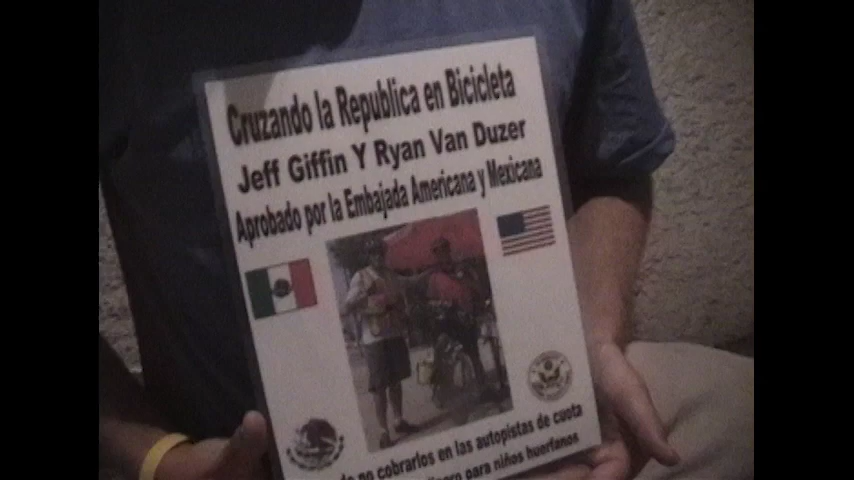 Cruzando la Republica en Bicicleta
Jeff Giffin Y Ryan Van Duzer
Aprobado por la Embajada Americana y Mexicana
no cobrarlos en las autopistas de cuota
para niños huerfanos